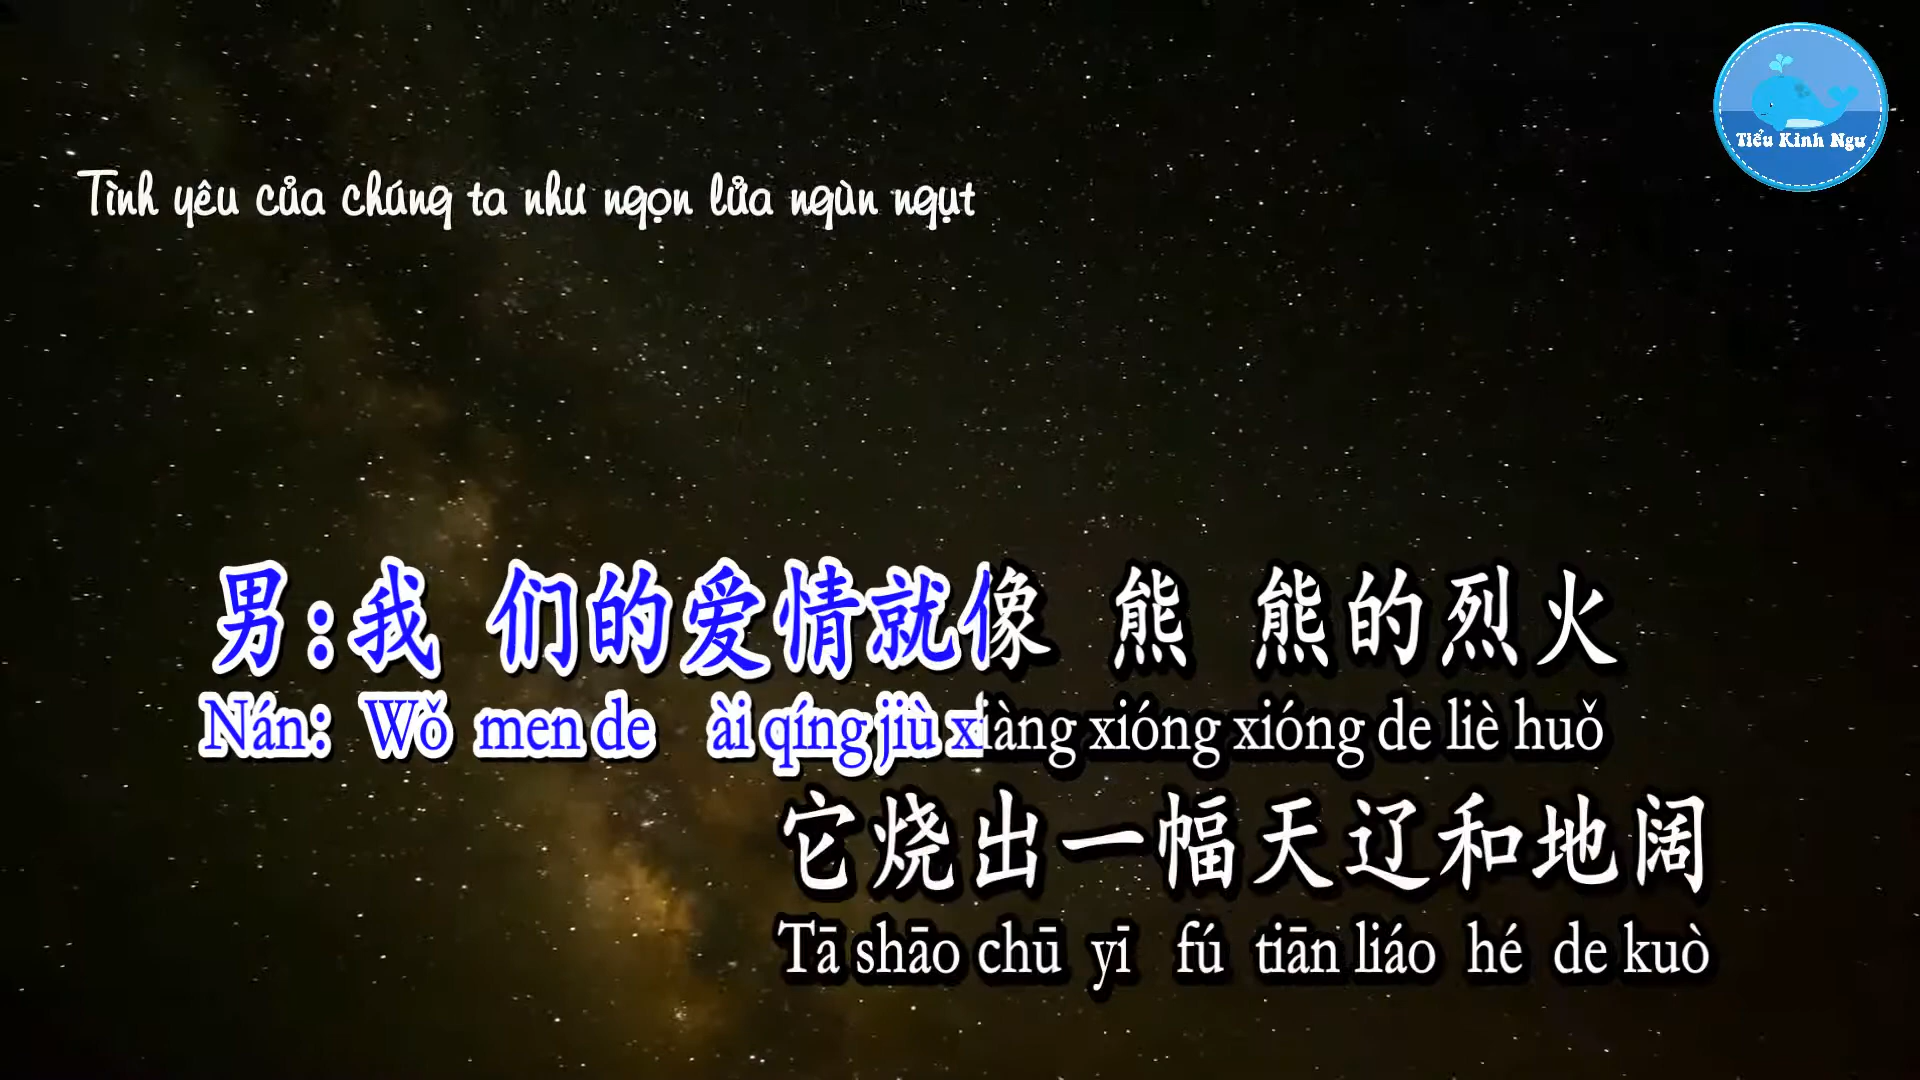 Tiểu Kình Ngư
Tình yêu của chúng ta như ngọn lửa ngùn ngụt
男:我 们的爱情就像 熊 熊的烈火
Nán: Wǒ men de ài qíng jiù xiàng xióng xióng de liè huǒ
它烧出一幅天辽和地阔
Tā shāo chū yī fú tiān liáo hé de kuò